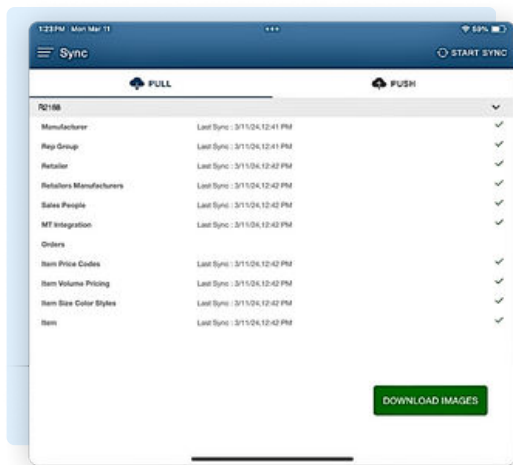 1:23 PM Mon Mar 11 ••• 59%
Sync START SYNC
PULL PUSH
R2168
Manufacturer Last Sync : 3/11/24,12:41 PM
Rep Group Last Sync : 3/11/24,12:41 PM
Retailer Last Sync : 3/11/24,12:42 PM
Retailers Manufacturers Last Sync : 3/11/24,12:42 PM
Sales People Last Sync : 3/11/24,12:42 PM
MT Integration Last Sync : 3/11/24,12:42 PM
Orders
Item Price Codes Last Sync : 3/11/24,12:42 PM
Item Volume Pricing Last Sync : 3/11/24,12:42 PM
Item Size Color Styles Last Sync : 3/11/24,12:42 PM
Item Last Sync : 3/11/24,12:42 PM
DOWNLOAD IMAGES